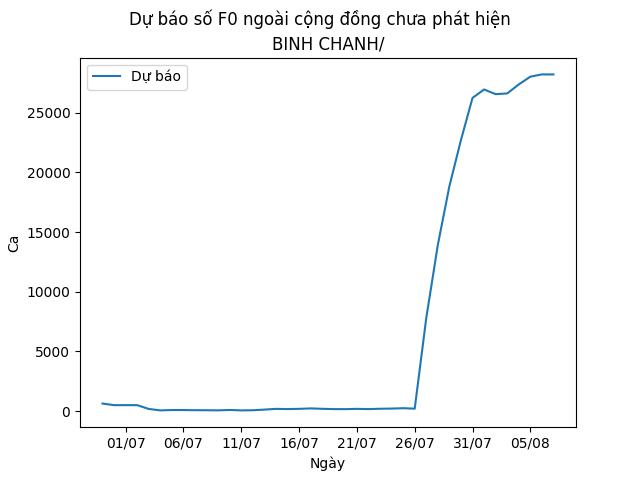 Dự báo số F0 ngoài cộng đồng chưa phát hiện
BINH CHANH/
Dự báo
Ca
25000
20000
15000
10000
5000
0
01/07 06/07 11/07 16/07 21/07 26/07 31/07 05/08
Ngày